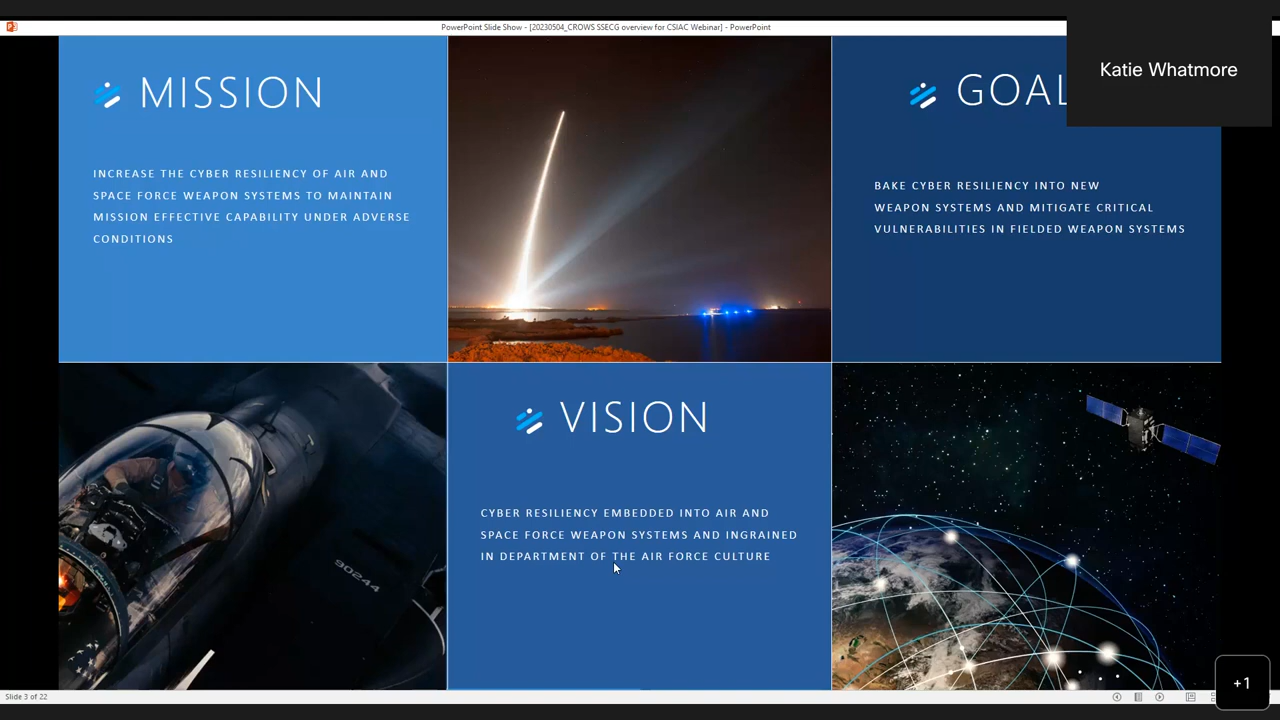 PowerPoint Slide Show - [20230504_CROWS SSECG overview for CSIAC Webinar] - PowerPoint
Katie Whatmore
MISSION
INCREASE THE CYBER RESILIENCY OF AIR AND
SPACE FORCE WEAPON SYSTEMS TO MAINTAIN
MISSION EFFECTIVE CAPABILITY UNDER ADVERSE
CONDITIONS
GOAL
BAKE CYBER RESILIENCY INTO NEW
WEAPON SYSTEMS AND MITIGATE CRITICAL
VULNERABILITIES IN FIELDED WEAPON SYSTEMS
90244
VISION
CYBER RESILIENCY EMBEDDED INTO AIR AND
SPACE FORCE WEAPON SYSTEMS AND INGRAINED
IN DEPARTMENT OF THE AIR FORCE CULTURE
Slide 3 of 22
+1